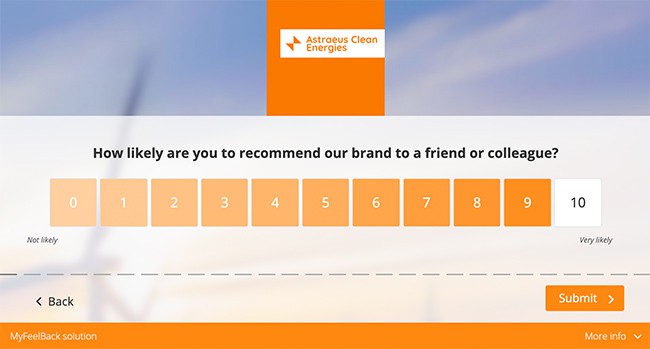 Astraeus Clean
Energies
How likely are you to recommend our brand to a friend or colleague?
0 1 2 3 4 5 6 7 8 9 10
Not likely Very likely
Back Submit
MyFeelBack solution More info